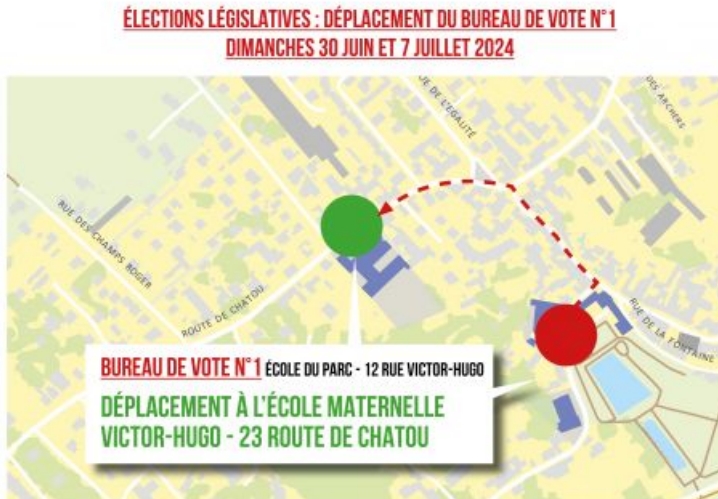 ÉLECTIONS LÉGISLATIVES : DÉPLACEMENT DU BUREAU DE VOTE N°1
DIMANCHES 30 JUIN ET 7 JUILLET 2024
RUE DE L'EGAUTÉ
DES ARCHERS
RUE DES CHAMPS ROGER
ROUTE DE CHATOU
RUE DE LA FONTAINE
BUREAU DE VOTE N°1 ÉCOLE DU PARC - 12 RUE VICTOR-HUGO
DÉPLACEMENT À L'ÉCOLE MATERNELLE
VICTOR-HUGO - 23 ROUTE DE CHATOU